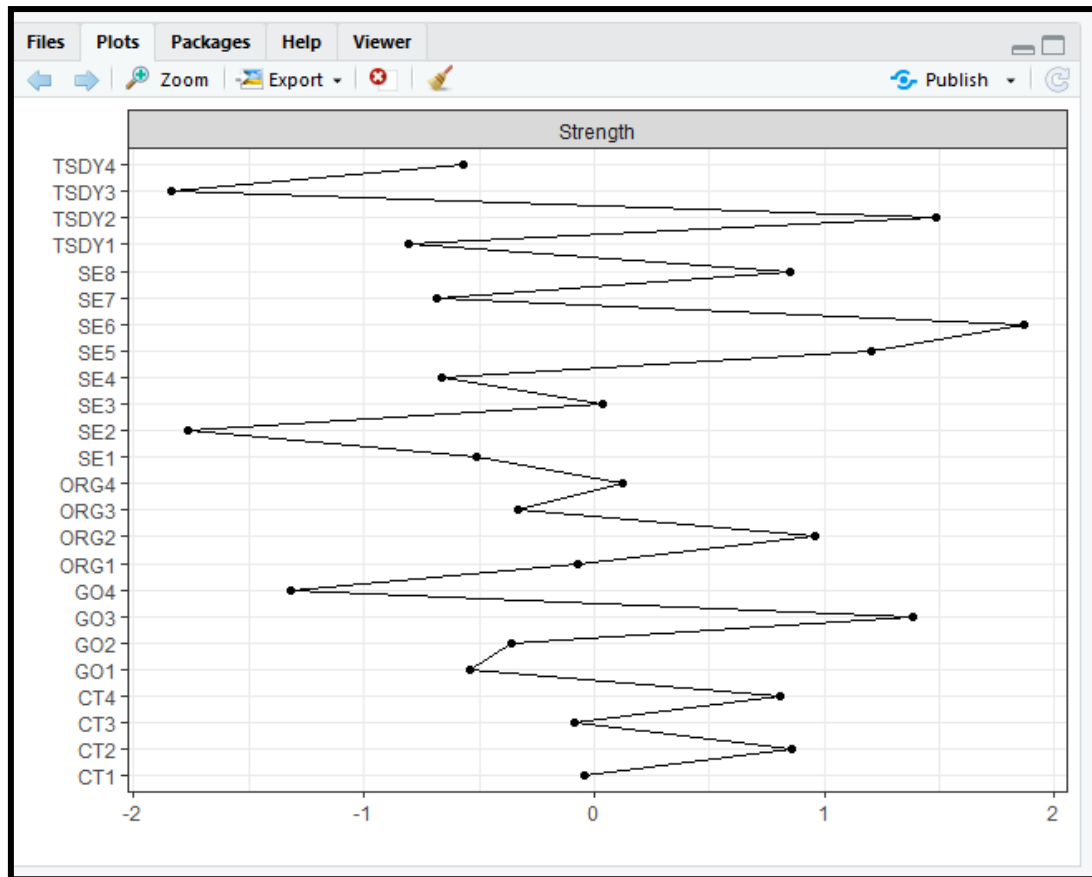 Files Plots Packages Help Viewer
Zoom Export Publish
Strength
TSDY4
TSDY3
TSDY2
TSDY1
SE8
SE7
SE6
SE5
SE4
SE3
SE2
SE1
ORG4
ORG3
ORG2
ORG1
GO4
GO3
GO2
GO1
CT4
CT3
CT2
CT1
-2 -1 0 1 2